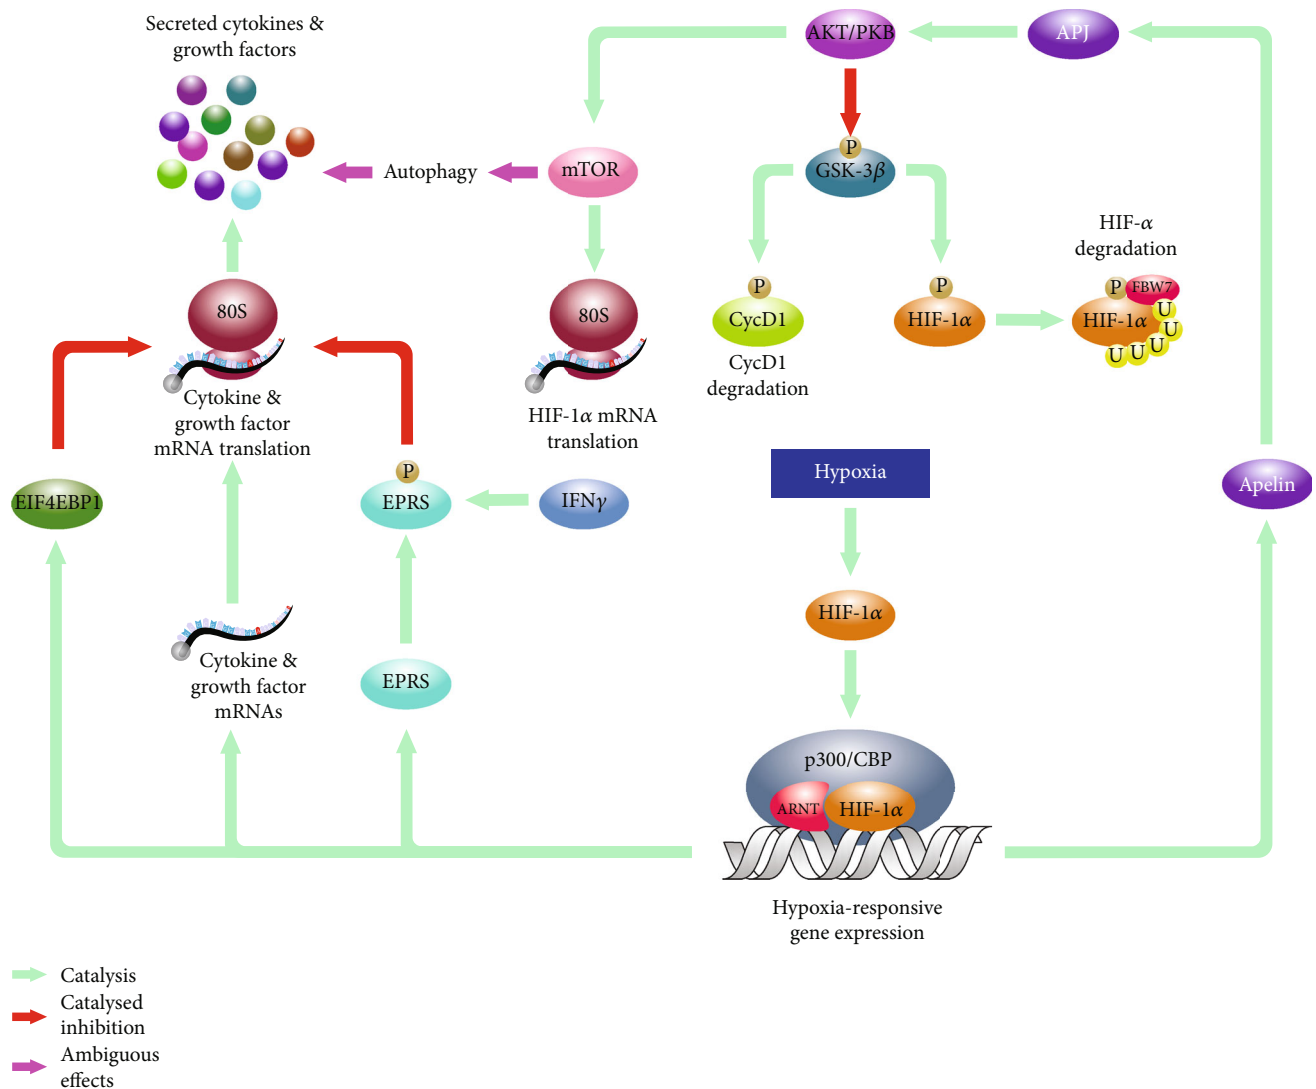 Secreted cytokines &
growth factors
AKT/PKB
APJ
P
GSK-3β
mTOR
Autophagy
HIF-α
degradation
80S
80S
P
CycD1
CycD1
degradation
P
HIF-1α
P
FBW7
HIF-1α
U
U
U
U
U
Cytokine &
growth factor
mRNA translation
HIF-1α mRNA
translation
Hypoxia
EIF4EBP1
P
EPRS
IFNγ
Apelin
HIF-1α
Cytokine &
growth factor
mRNAs
EPRS
p300/CBP
ARNT
HIF-1α
Hypoxia-responsive
gene expression
Catalysis
Catalysed
inhibition
Ambiguous
effects